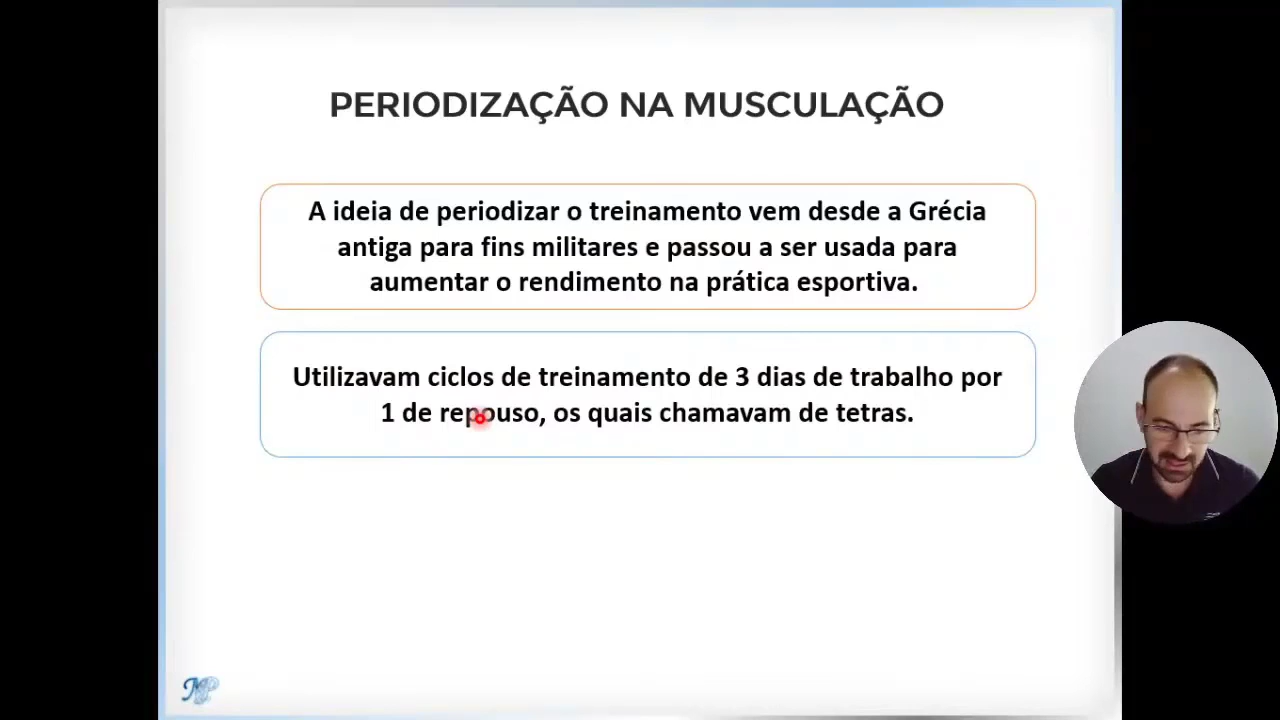 PERIODIZAÇÃO NA MUSCULAÇÃO
A ideia de periodizar o treinamento vem desde a Grécia
antiga para fins militares e passou a ser usada para
aumentar o rendimento na prática esportiva.
Utilizavam ciclos de treinamento de 3 dias de trabalho por
1 de repouso, os quais chamavam de tetras.